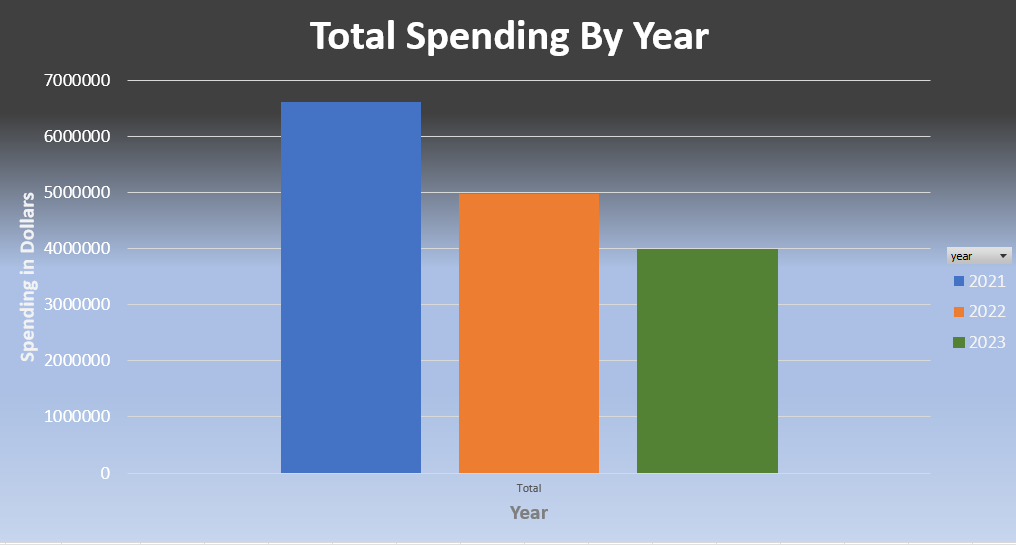 Total Spending By Year
7000000
6000000
5000000
4000000
3000000
2000000
1000000
0
Spending in Dollars
Total
Year
year
2021
2022
2023